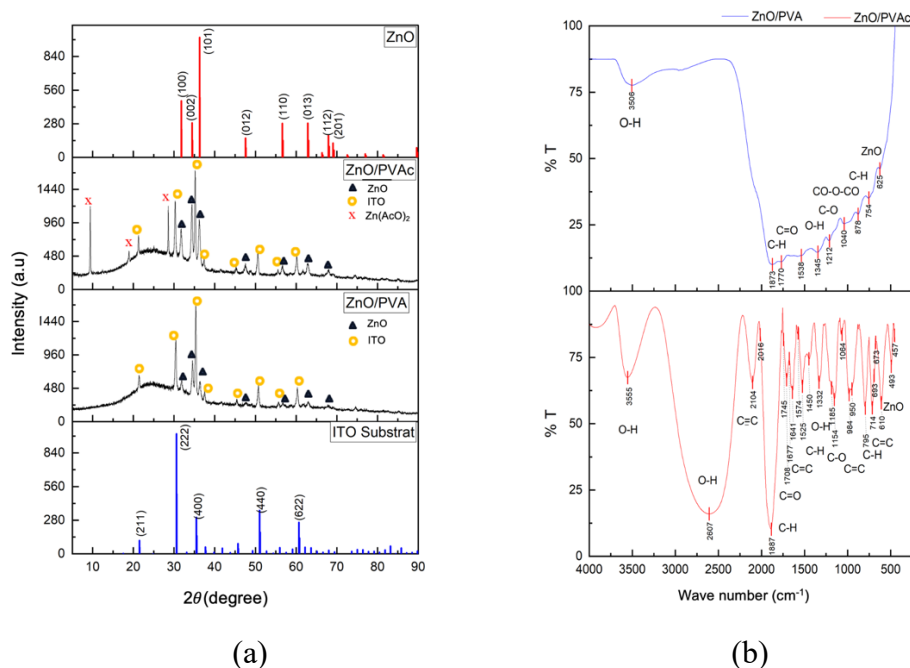 ZnO/PVA
ZnO/PVAc
ZnO
840
560
280
0
(100)
(002)
(101)
(012)
(110)
(013)
(112)
(201)
ZnO/PVAc
1440
960
480
0
x
x
x
ZnO
ITO
x Zn(AcO)2
ZnO/PVA
1440
960
480
0
ZnO
ITO
ITO Substrat
840
560
280
0
(211)
(222)
(400)
(440)
(622)
10 20 30 40 50 60 70 80 90
2θ (degree)
Intensity (a.u)
(a)
100
75
50
25
100
% T
3506
O-H
1873
1770
1538
1345
1212
1040
878
754
625
C-H
C=O
O-H
C-O
CO-O-CO
C-H
ZnO
75
50
25
0
% T
3555
O-H
2607
O-H
2104
2016
1887
C-H
1745
1708
1677
1641
1574
1525
1450
1332
1185
1154
1064
984
950
795
714
693
673
610
493
457
C=O
C=C
C-H
O-H
C-O
C=C
C-H
C=C
ZnO
4000 3500 3000 2500 2000 1500 1000 500
Wave number (cm-1)
(b)